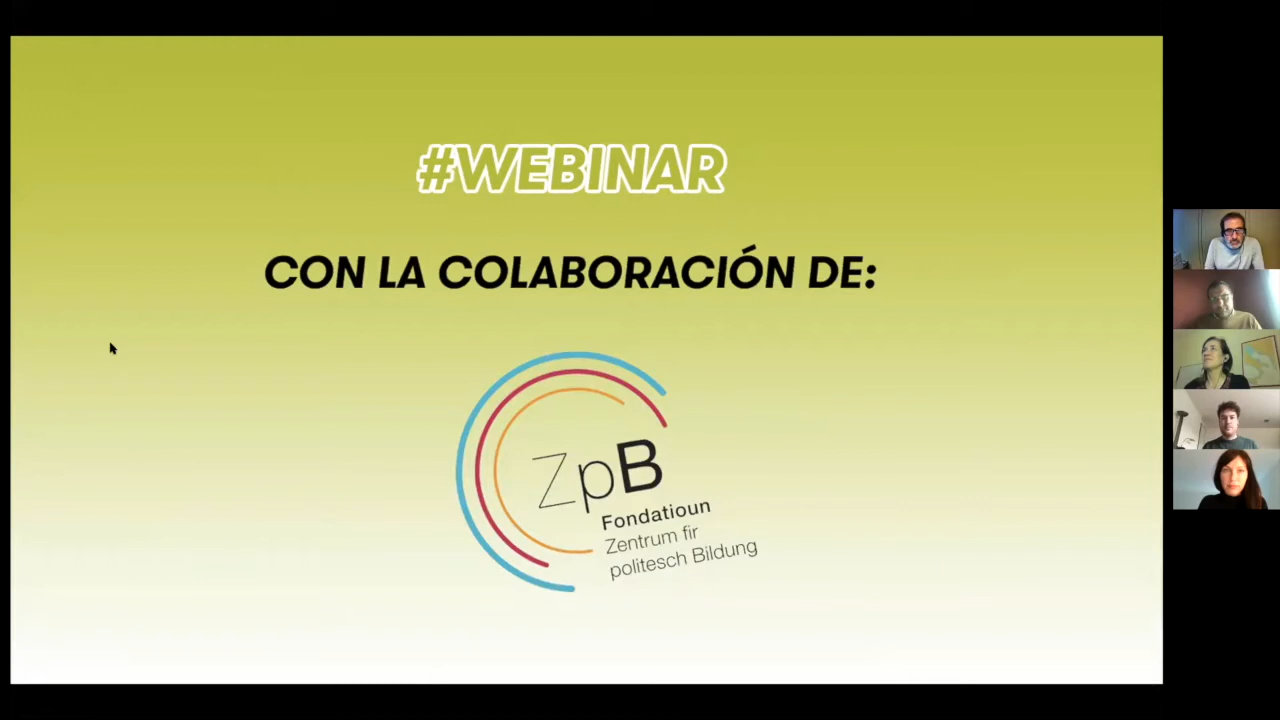 #WEBINAR
CON LA COLABORACIÓN DE:
ZpB
Fondatioun
Zentrum fir
politesch Bildung